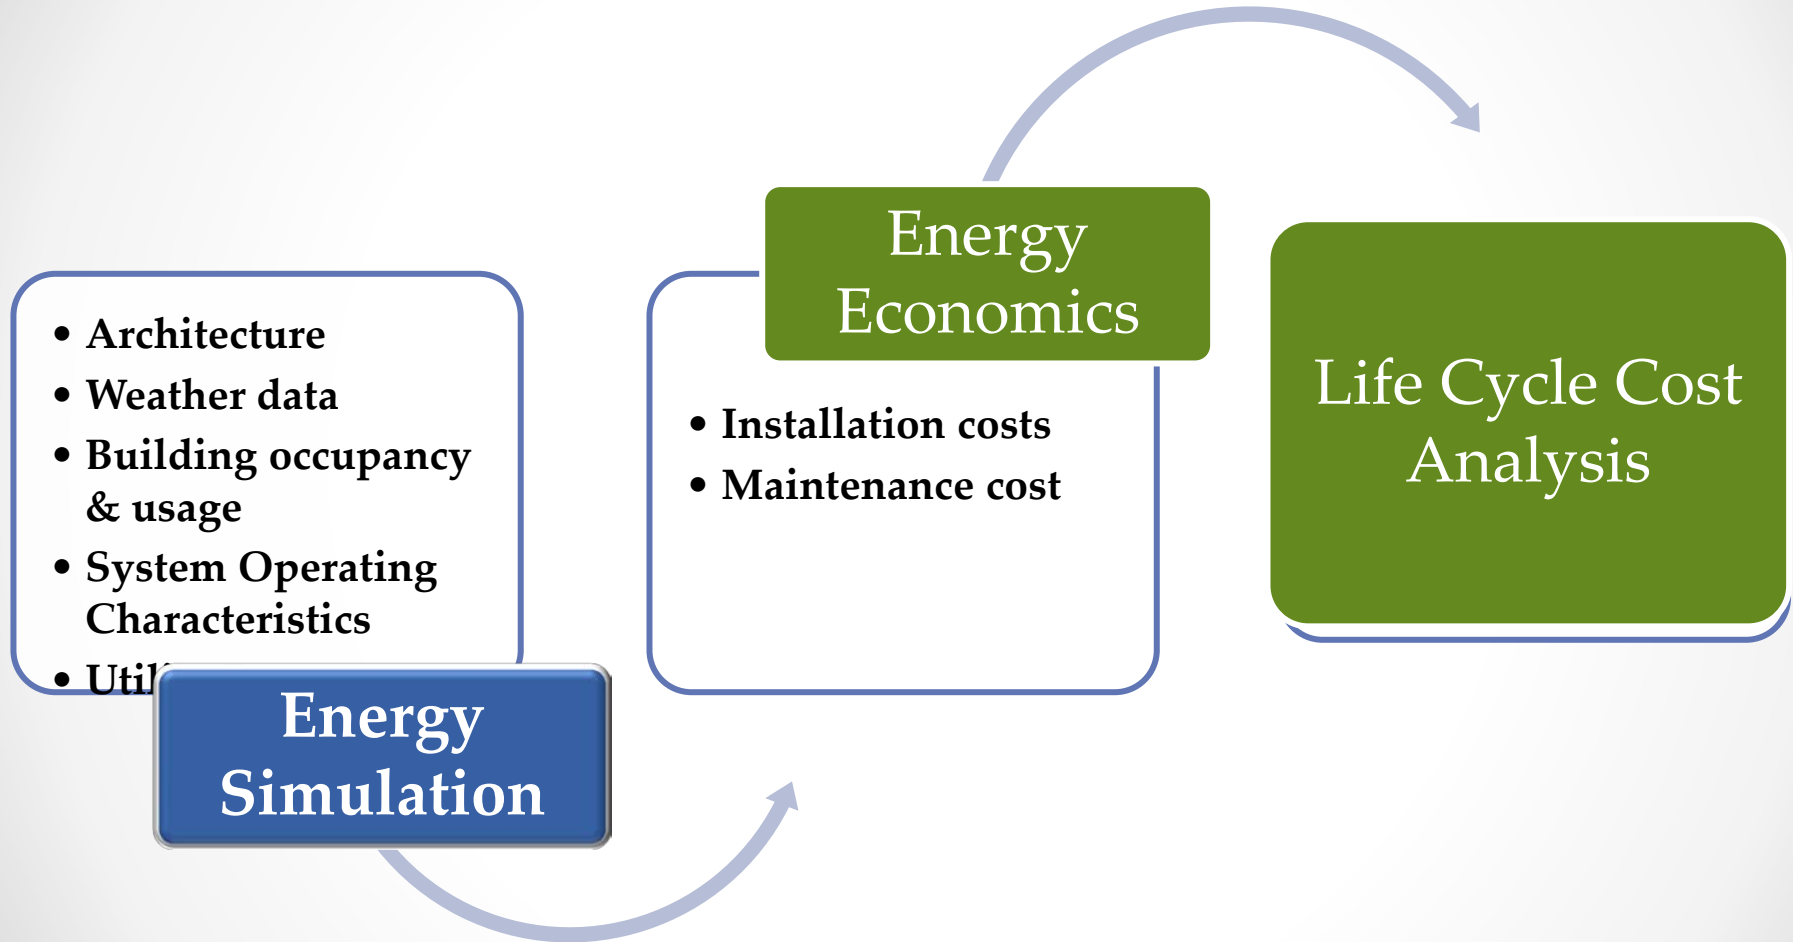 • Architecture
• Weather data
• Building occupancy
& usage
• System Operating
Characteristics
•
Energy
Simulation
Energy
Economics
• Installation costs
• Maintenance cost
Life Cycle Cost
Analysis